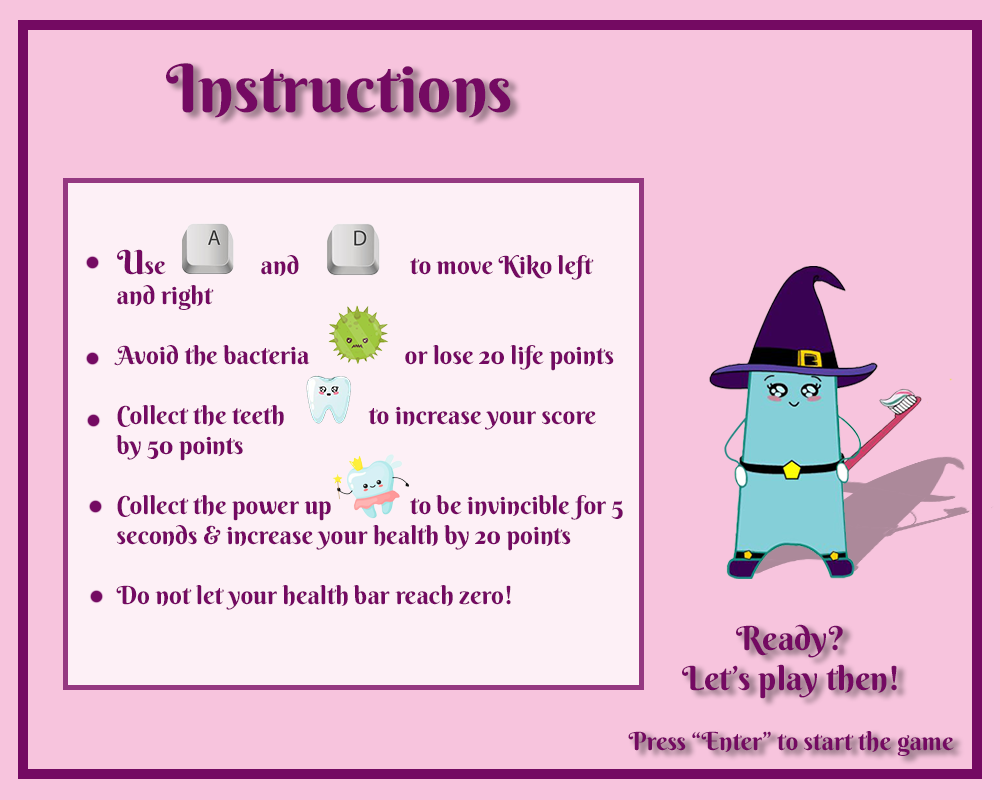 Instructions
Use A and D to move Kiko left
and right
Avoid the bacteria or lose 20 life points
Collect the teeth to increase your score
by 50 points
Collect the power up to be invincible for 5
seconds & increase your health by 20 points
Do not let your health bar reach zero!
Ready?
Let's play then!
Press “Enter” to start the game